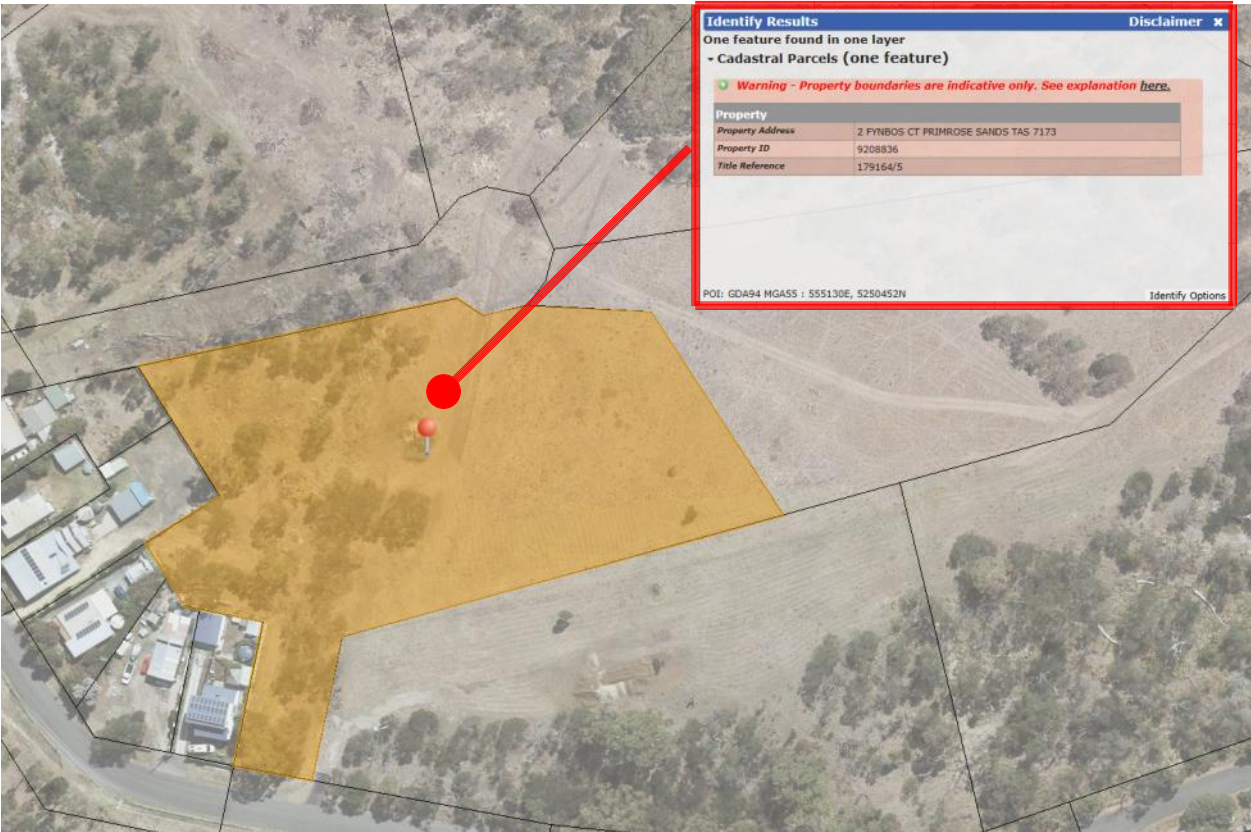 Identify Results Disclaimer ×
One feature found in one layer
Cadastral Parcels (one feature)
Warning - Property boundaries are indicative only. See explanation here.
Property
Property Address 2 FYNBOS CT PRIMROSE SANDS TAS 7173
Property ID 9208836
Title Reference 179164/5
POI: GDA94 MGA55 : 555130E, 5250452N Identify Options